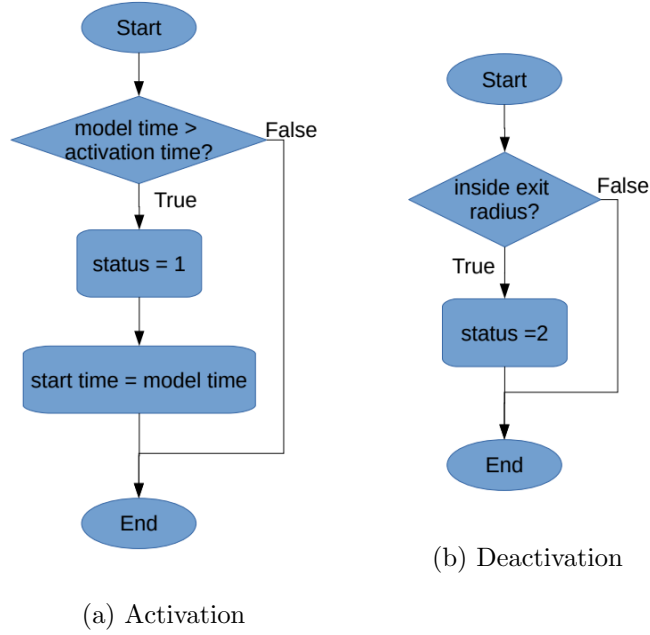 Start
model time >
activation time?
False
True
status = 1
start time = model time
End
(a) Activation
Start
inside exit
radius?
False
True
status =2
End
(b) Deactivation